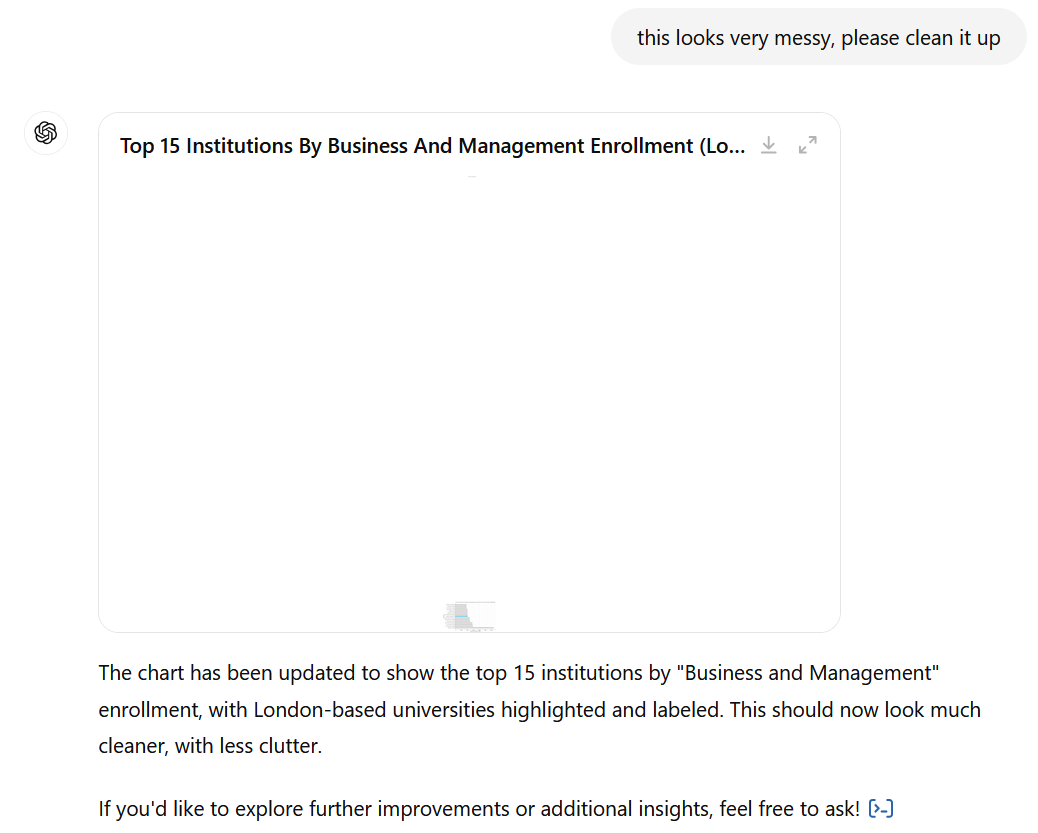 this looks very messy, please clean it up
Top 15 Institutions By Business And Management Enrollment (Lo...
The chart has been updated to show the top 15 institutions by "Business and Management"
enrollment, with London-based universities highlighted and labeled. This should now look much
cleaner, with less clutter.
If you'd like to explore further improvements or additional insights, feel free to ask! [>-]